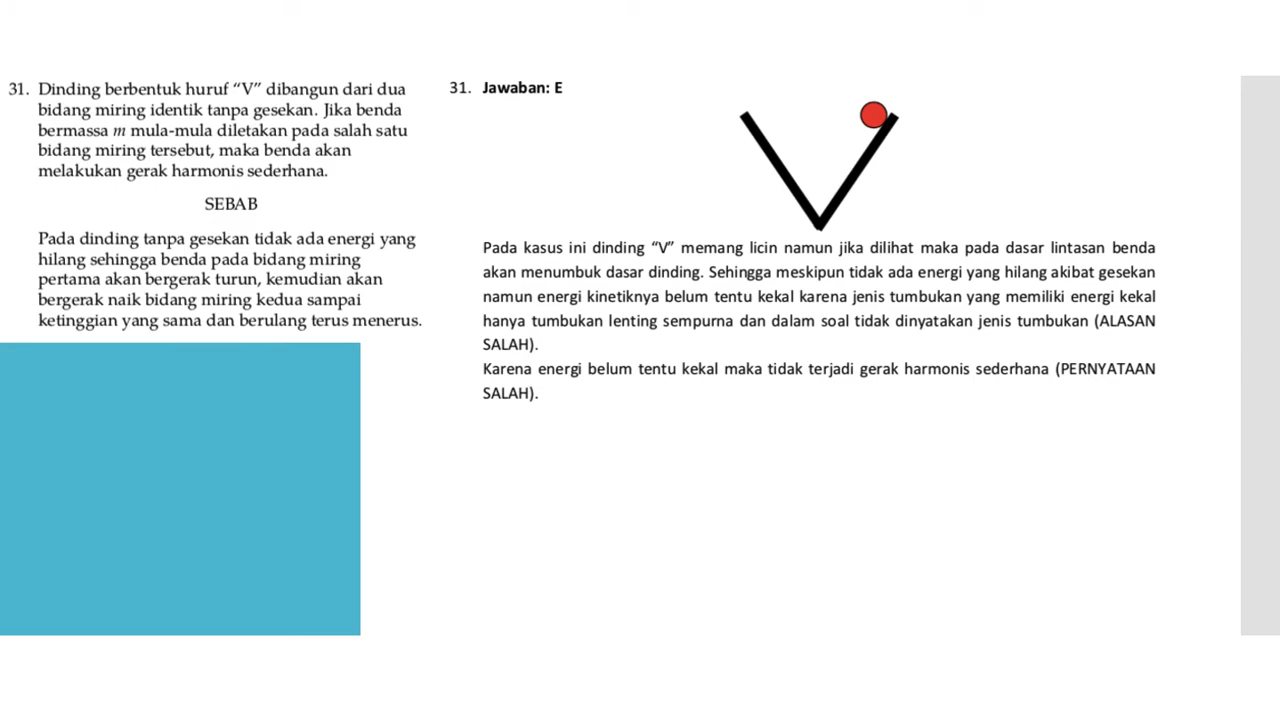 31. Dinding berbentuk huruf “V” dibangun dari dua
bidang miring identik tanpa gesekan. Jika benda
bermassa m mula-mula diletakan pada salah satu
bidang miring tersebut, maka benda akan
melakukan gerak harmonis sederhana.
SEBAB
Pada dinding tanpa gesekan tidak ada energi yang
hilang sehingga benda pada bidang miring
pertama akan bergerak turun, kemudian akan
bergerak naik bidang miring kedua sampai
ketinggian yang sama dan berulang terus menerus.
31. Jawaban: E
Pada kasus ini dinding “V” memang licin namun jika dilihat maka pada dasar lintasan benda
akan menumbuk dasar dinding. Sehingga meskipun tidak ada energi yang hilang akibat gesekan
namun energi kinetiknya belum tentu kekal karena jenis tumbukan yang memiliki energi kekal
hanya tumbukan lenting sempurna dan dalam soal tidak dinyatakan jenis tumbukan (ALASAN
SALAH).
Karena energi belum tentu kekal maka tidak terjadi gerak harmonis sederhana (PERNYATAAN
SALAH).